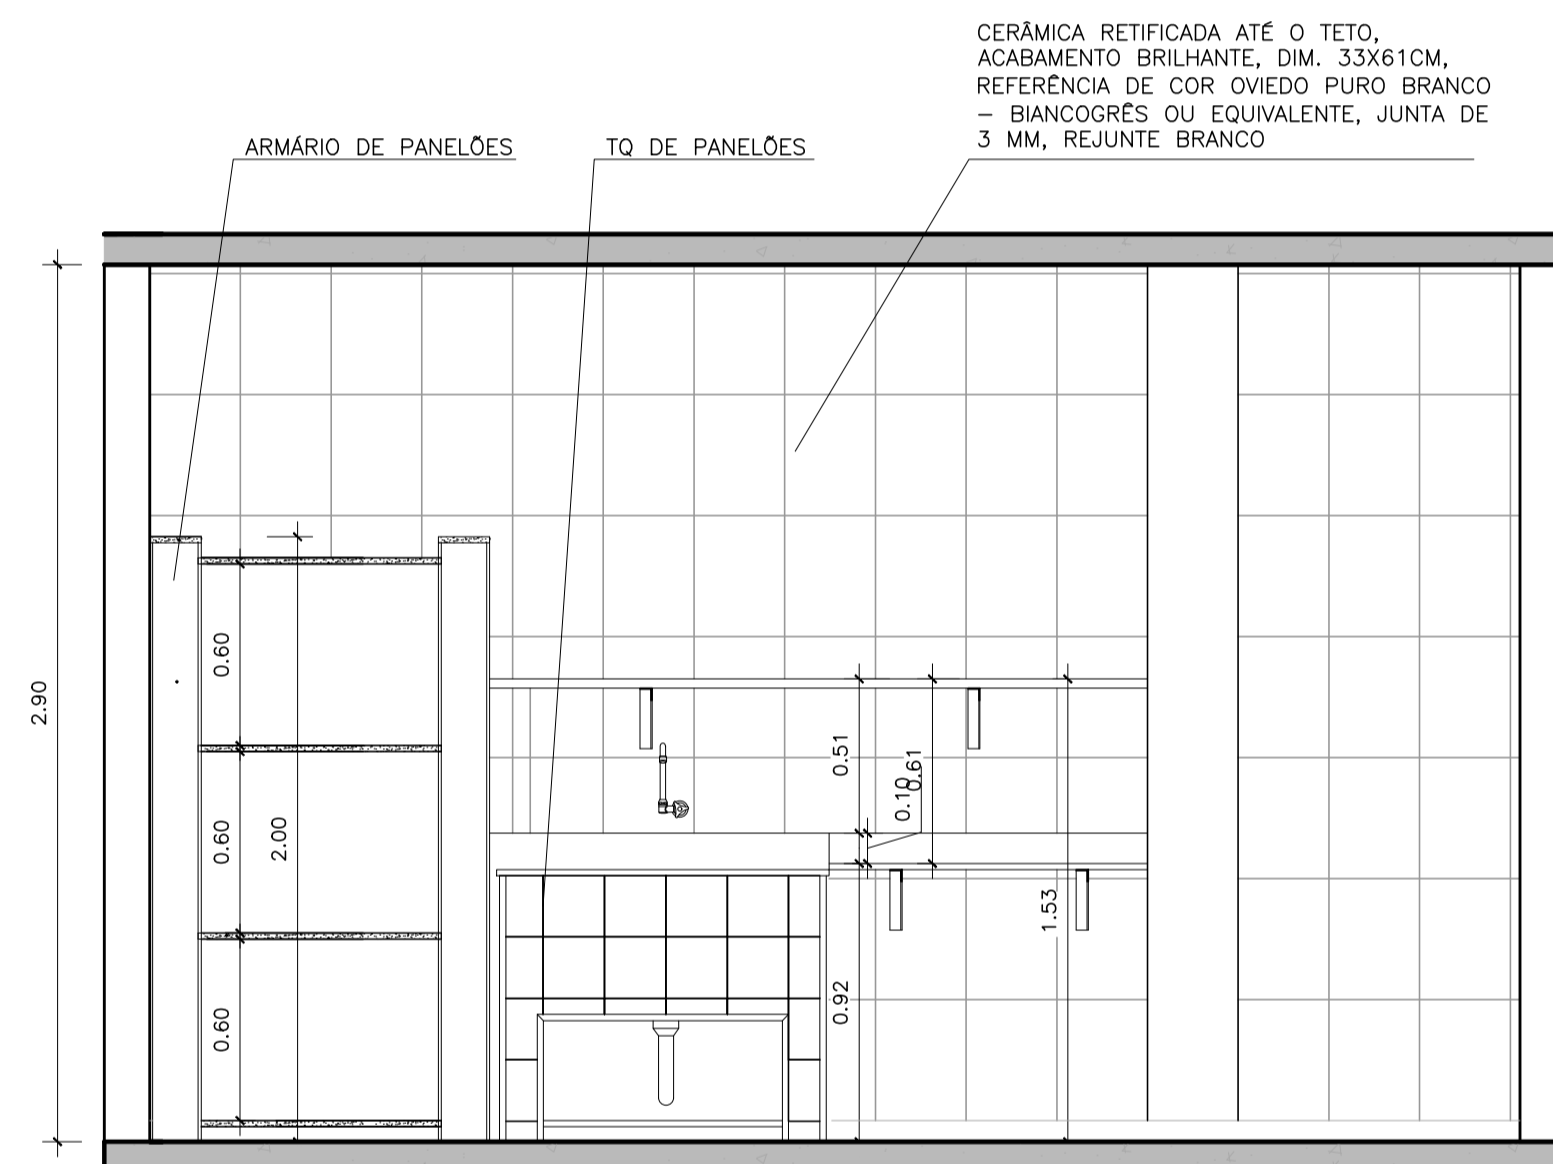 CERÂMICA RETIFICADA ATÉ O TETO,
ACABAMENTO BRILHANTE, DIM. 33X61CM,
REFERÊNCIA DE COR OVIEDO PURO BRANCO
– BIANCOGRÊS OU EQUIVALENTE, JUNTA DE
3 MM, REJUNTE BRANCO
ARMÁRIO DE PANELÕES
TQ DE PANELÕES
2.90
0.60
0.60
0.60
2.00
0.51
0.10
0.61
1.53
0.92